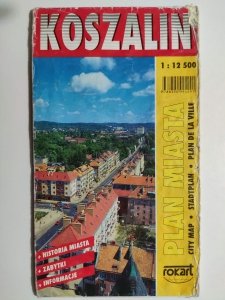 KOSZALIN
1 : 12 500
PLAN MIASTA
CITY MAP • STADTPLAN • PLAN DE LA VILLE
• HISTORIA MIASTA
• ZABYTKI
• INFORMACJE
rokart